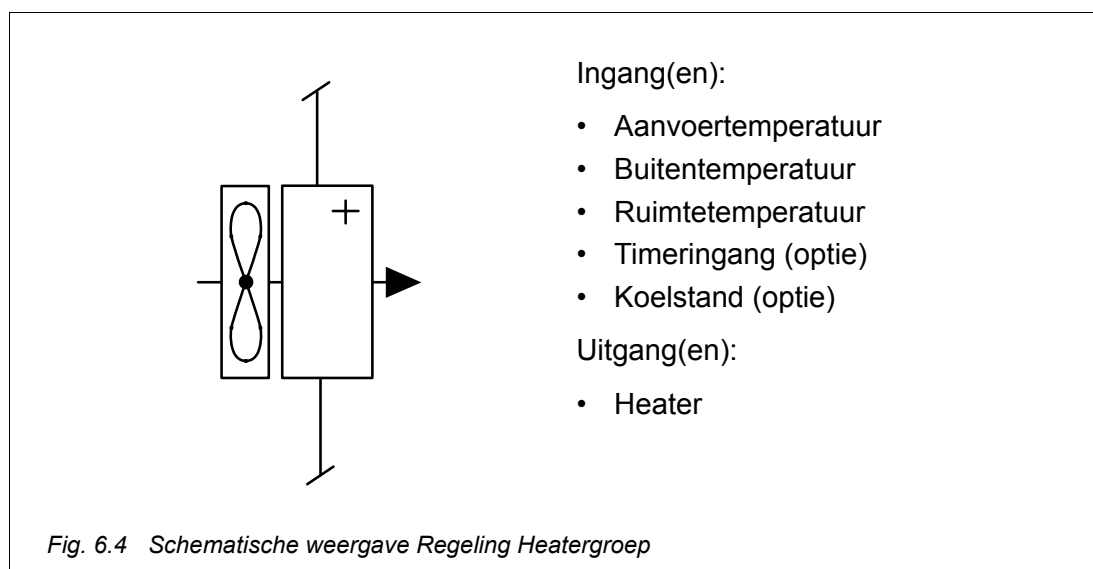 Ingang(en):
• Aanvoertemperatuur
• Buitentemperatuur
• Ruimtetemperatuur
• Timeringang (optie)
• Koelstand (optie)
+
Uitgang(en):
• Heater
Fig. 6.4 Schematische weergave Regeling Heatergroep